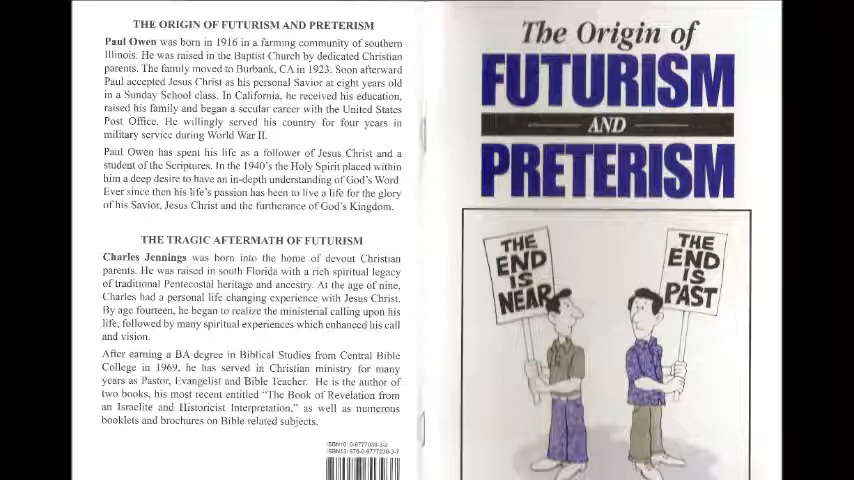 THE ORIGIN OF FUTURISM AND PRETERISM
Paul Owen was born in 1916 in a farming community of southern
Illinois. He was raised in the Baptist Church by dedicated Christian
parents. The family moved to Burbank, CA in 1923. Soon afterward
Paul accepted Jesus Christ as his personal Savior at eight years old
in a Sunday School class. In California, he received his education,
raised his family and began a secular career with the United States
Post Office. He willingly served his country for four years in
military service during World War II.
Paul Owen has spent his life as a follower of Jesus Christ and a
student of the Scriptures. In the 1940's the Holy Spirit placed within
him a deep desire to have an in-depth understanding of God's Word
Ever since then his life's passion has been to live a life for the glory
of his Savior, Jesus Christ and the furtherance of God's Kingdom.
THE TRAGIC AFTERMATH OF FUTURISM
Charles Jennings was born into the home of devout Christian
parents. He was raised in south Florida with a rich spiritual legacy
of traditional Pentecostal heritage and ancestry. At the age of nine,
Charles had a personal life changing experience with Jesus Christ.
By age fourteen, he began to realize the ministerial calling upon his
life, followed by many spiritual experiences which enhanced his call
and vision.
After earning a BA degree in Biblical Studies from Central Bible
College in 1969, he has served in Christian ministry for many
years as Pastor, Evangelist and Bible Teacher. He is the author of
two books, his most recent entitled "The Book of Revelation from
an Israelite and Historicist Interpretation," as well as numerous
booklets and brochures on Bible related subjects.
The Origin of
FUTURISM
AND
PRETERISM
THE
END
IS
NEAR
THE
END
IS
PAST